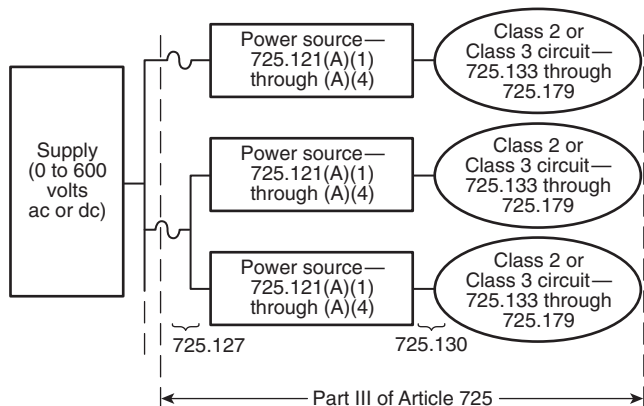 Supply
(0 to 600
volts
ac or dc)
Power source—
725.121(A)(1)
through (A)(4)
Class 2 or
Class 3 circuit—
725.133 through
725.179
Power source—
725.121(A)(1)
through (A)(4)
Class 2 or
Class 3 circuit—
725.133 through
725.179
Power source—
725.121(A)(1)
through (A)(4)
Class 2 or
Class 3 circuit—
725.133 through
725.179
725.127
725.130
Part III of Article 725